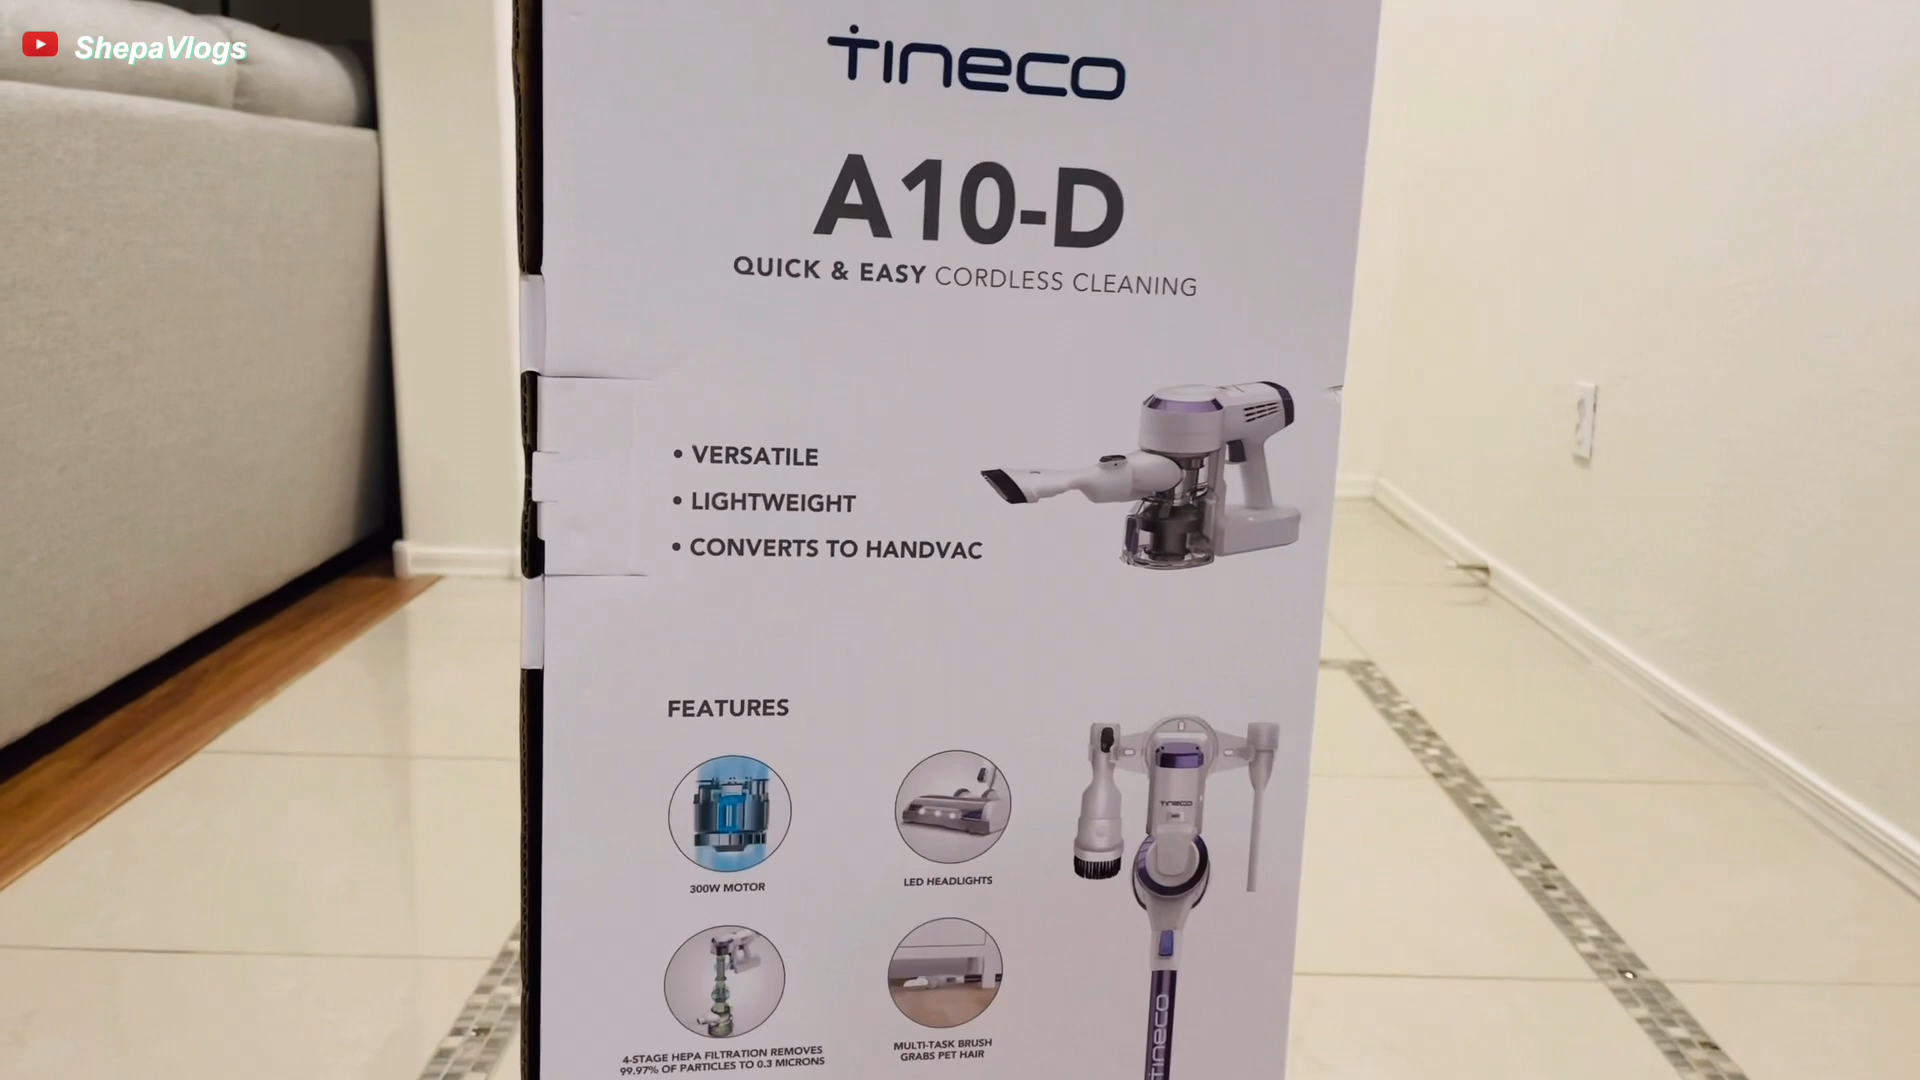 ShepaVlogs
TINECO
A10-D
QUICK & EASY CORDLESS CLEANING
• VERSATILE
• LIGHTWEIGHT
• CONVERTS TO HANDVAC
FEATURES
300W MOTOR
LED HEADLIGHTS
TINECO
4-STAGE HEPA FILTRATION REMOVES
99.97% OF PARTICLES TO 0.3 MICRONS
MULTI-TASK BRUSH
GRABS PET HAIR
TINECO